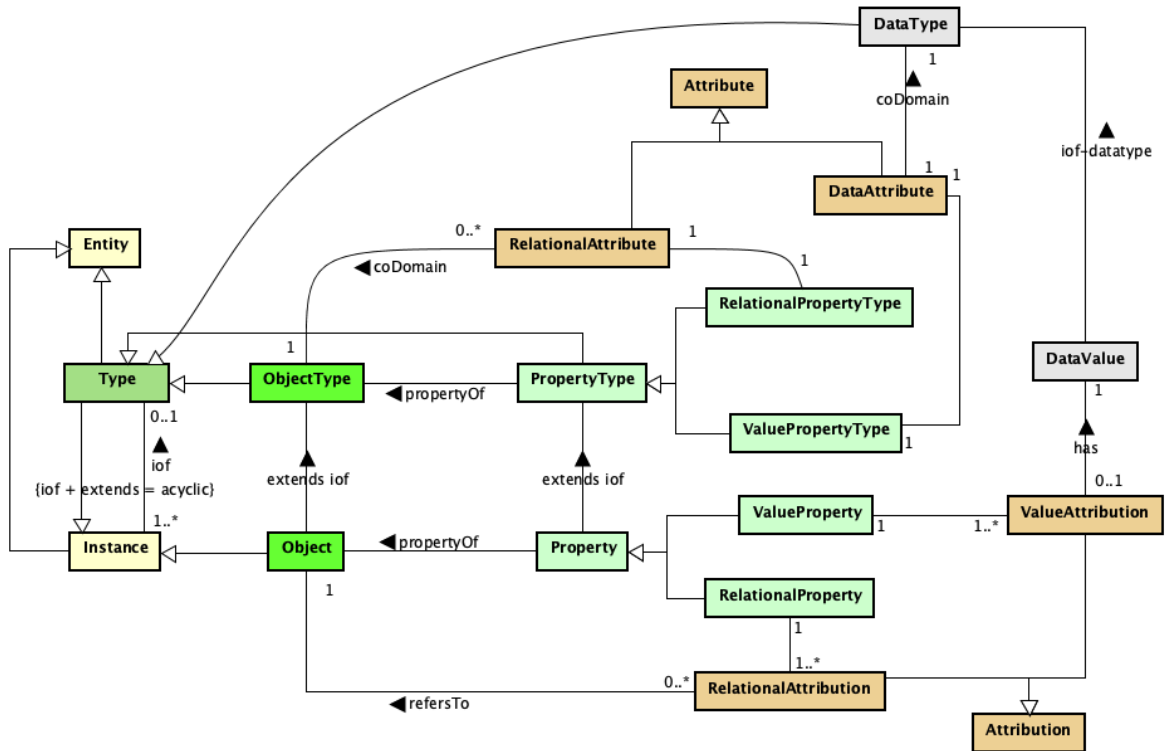 DataType
1
Attribute
▲
coDomain
▲
iof-datatype
1
1
DataAttribute
0..*
1
Entity
RelationalAttribute
◀ coDomain
1
RelationalPropertyType
1
DataValue
Type
ObjectType
PropertyType
◀ propertyOf
1
0..1
▲
iof
ValuePropertyType
1
▲
has
▲
extends iof
▲
extends iof
{iof + extends = acyclic}
0..1
1..*
ValueProperty
1
1..*
ValueAttribution
Instance
Object
◀ propertyOf
Property
1
RelationalProperty
1
1..*
0..*
RelationalAttribution
◀ refersTo
Attribution